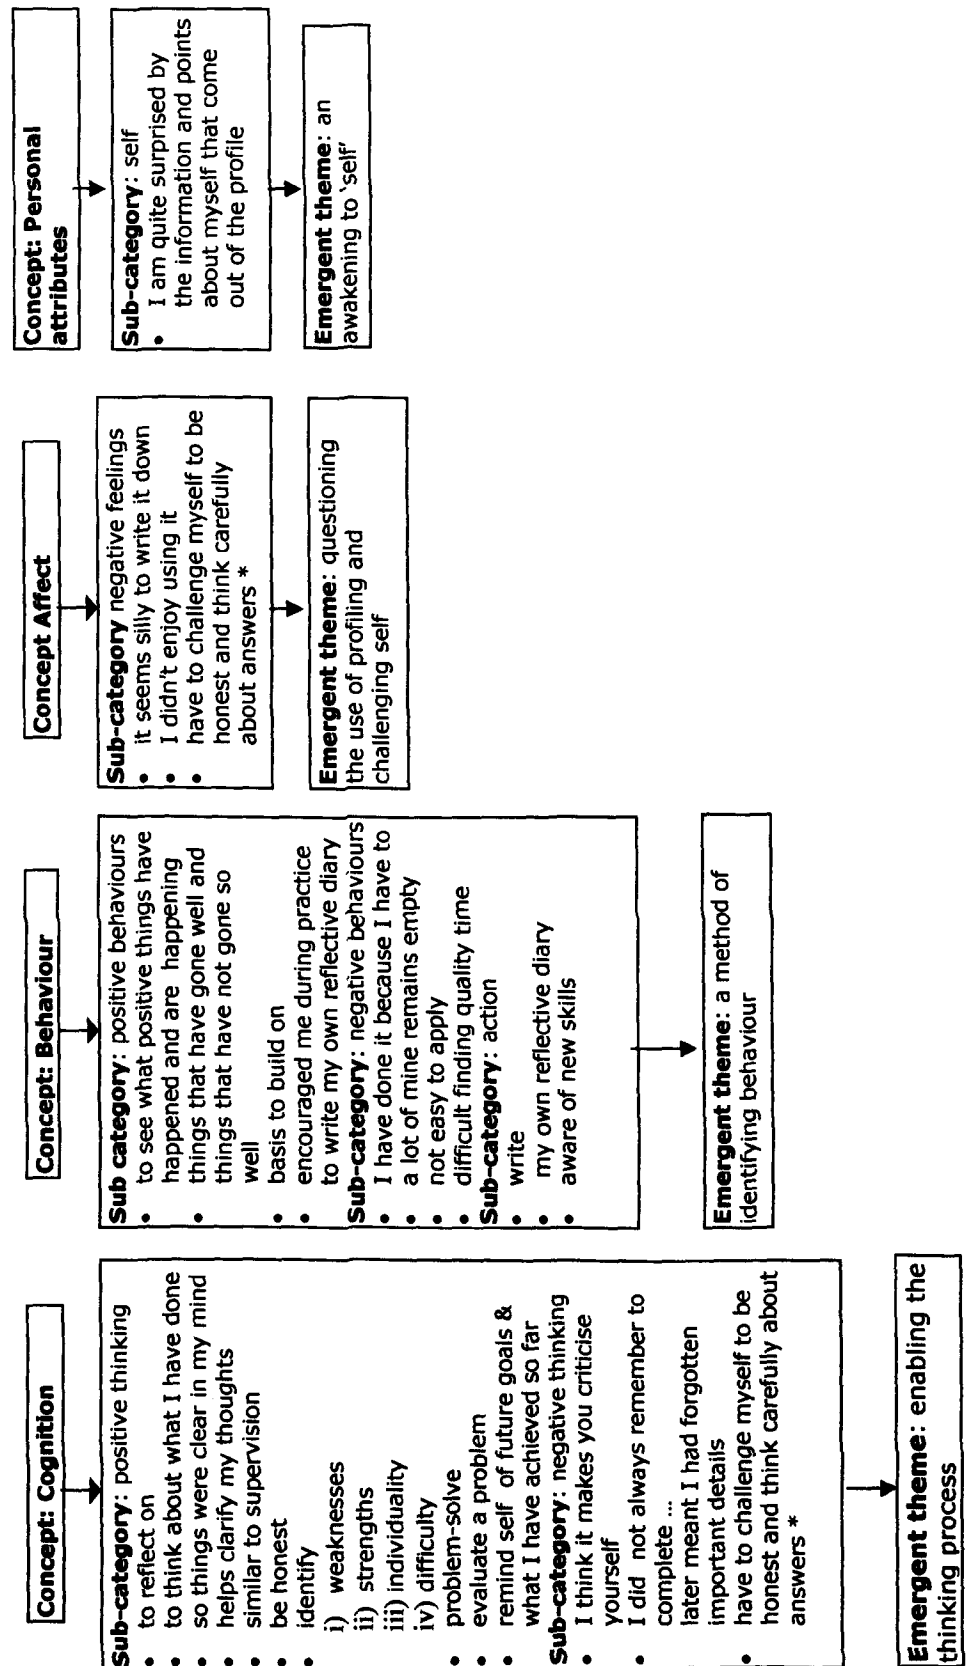 Concept: Cognition
Sub-category: positive thinking
• to reflect on
• to think about what I have done
• so things were clear in my mind
• helps clarify my thoughts
• similar to supervision
• be honest
• identify
i) weaknesses
ii) strengths
iii) individuality
iv) difficulty
• problem-solve
• evaluate a problem
• remind self of future goals &
what I have achieved so far
Sub-category: negative thinking
• I think it makes you criticise
yourself
• I did not always remember to
complete ...
later meant I had forgotten
important details
• have to challenge myself to be
honest and think carefully about
answers *
Emergent theme: enabling the
thinking process
Concept: Behaviour
Sub category: positive behaviours
• to see what positive things have
happened and are happening
• things that have gone well and
things that have not gone so
well
• basis to build on
• encouraged me during practice
to write my own reflective diary
Sub-category: negative behaviours
• I have done it because I have to
• a lot of mine remains empty
• not easy to apply
• difficult finding quality time
Sub-category: action
• write
• my own reflective diary
• aware of new skills
Emergent theme: a method of
identifying behaviour
Concept Affect
Sub-category negative feelings
• it seems silly to write it down
• I didn't enjoy using it
• have to challenge myself to be
honest and think carefully
about answers *
Emergent theme: questioning
the use of profiling and
challenging self
Concept: Personal
attributes
Sub-category: self
• I am quite surprised by
the information and points
about myself that come
out of the profile
Emergent theme: an
awakening to 'self'